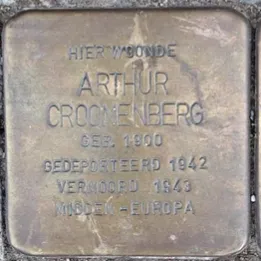 HIER WOONDE
ARTHUR
CROONENBERG
GEB. 1900
GEDEPORTEERD 1942
VERMOORD 1943
MIDDEN-EUROPA